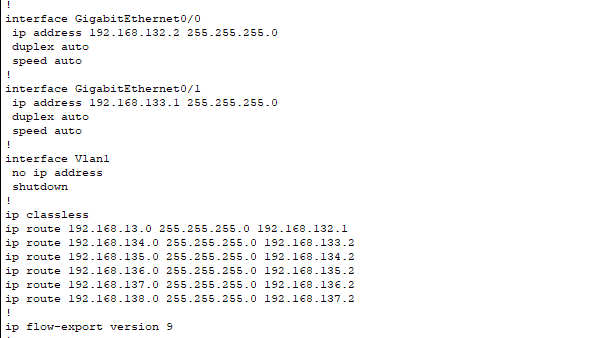 !
interface GigabitEthernet0/0
 ip address 192.168.132.2 255.255.255.0
 duplex auto
 speed auto
!
interface GigabitEthernet0/1
 ip address 192.168.133.1 255.255.255.0
 duplex auto
 speed auto
!
interface Vlan1
 no ip address
 shutdown
!
ip classless
ip route 192.168.13.0 255.255.255.0 192.168.132.1
ip route 192.168.134.0 255.255.255.0 192.168.133.2
ip route 192.168.135.0 255.255.255.0 192.168.134.2
ip route 192.168.136.0 255.255.255.0 192.168.135.2
ip route 192.168.137.0 255.255.255.0 192.168.136.2
ip route 192.168.138.0 255.255.255.0 192.168.137.2
!
ip flow-export version 9
!